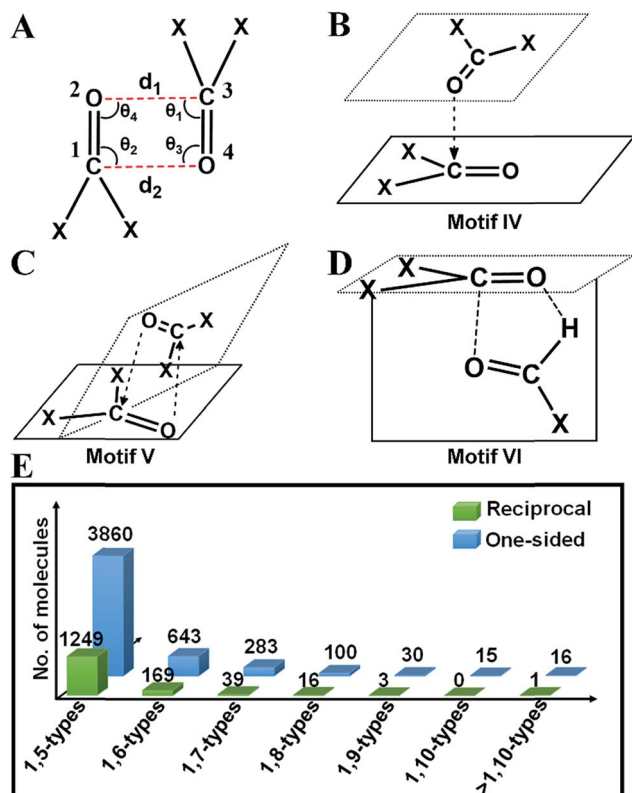 A
X X
2 O d₁ C 3
θ₄ θ₁
1 C θ₂ θ₃ O 4
d₂
X X
B
X X
C
O
X
X C O
Motif IV
C
O C X
X
X
X C O
Motif V
D
X C O
X
H
O C
X
Motif VI
E
Reciprocal
One-sided
No. of molecules
3860 643 283 100 30 15 16
1249 169 39 16 3 0 1
1,5-types
1,6-types
1,7-types
1,8-types
1,9-types
1,10-types
>1,10-types